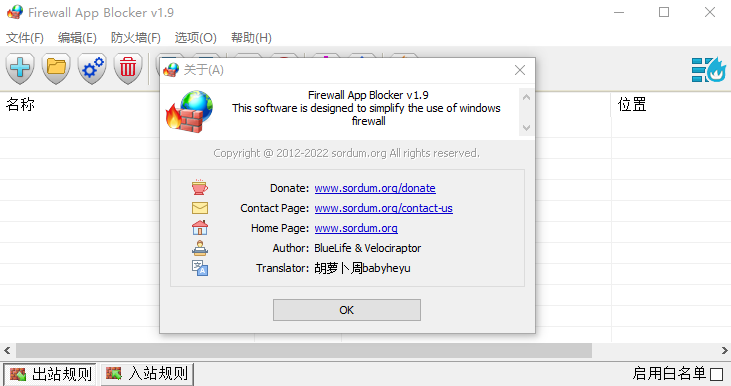 Firewall App Blocker v1.9
文件(F) 编辑(E) 防火墙(F) 选项(O) 帮助(H)
名称 位置
关于(A)
Firewall App Blocker v1.9
This software is designed to simplify the use of windows
firewall
Copyright @ 2012-2022 sordum.org All rights reserved.
Donate: www.sordum.org/donate
Contact Page: www.sordum.org/contact-us
Home Page: www.sordum.org
Author: BlueLife & Velociraptor
Translator: 胡萝卜周babyheyu
OK
出站规则 入站规则 启用白名单